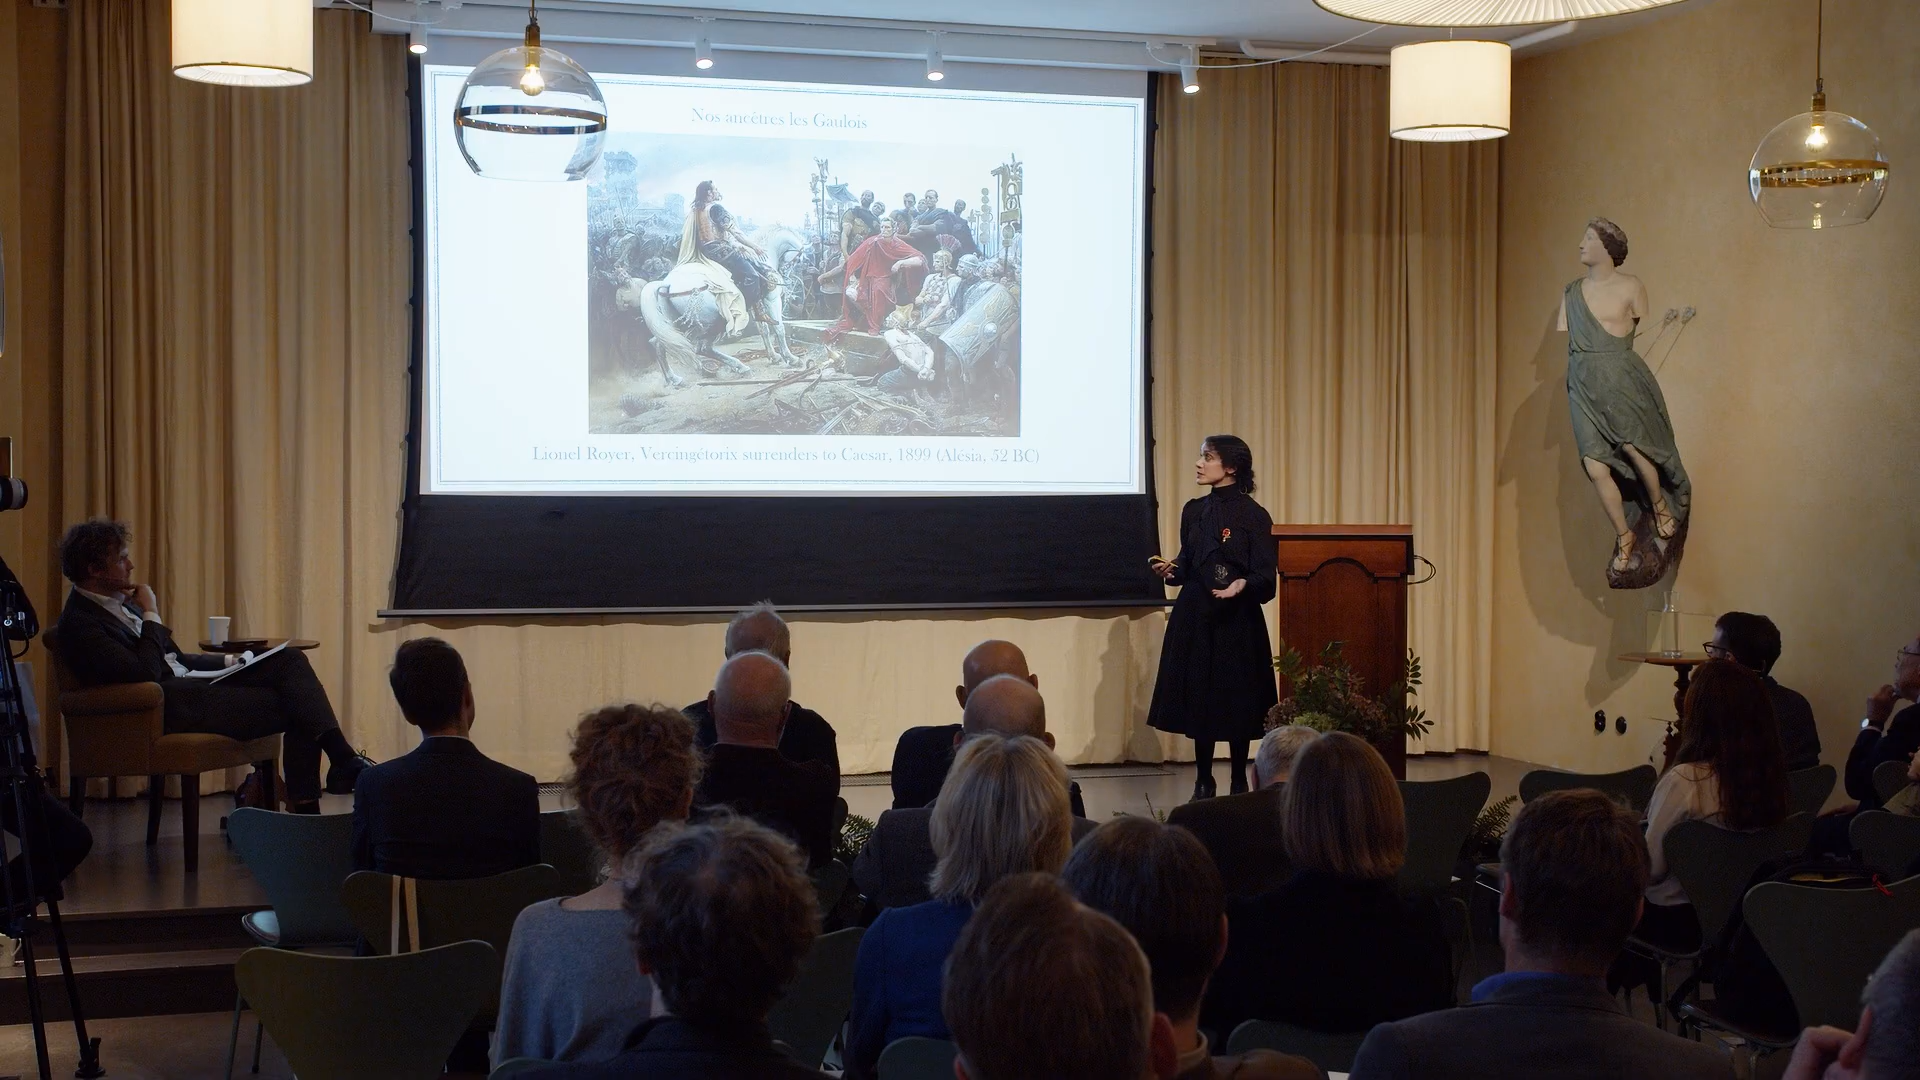 Nos ancêtres les Gaulois
Lionel Royer, Vercingétorix surrenders to Caesar, 1899 (Alésia, 52 BC)